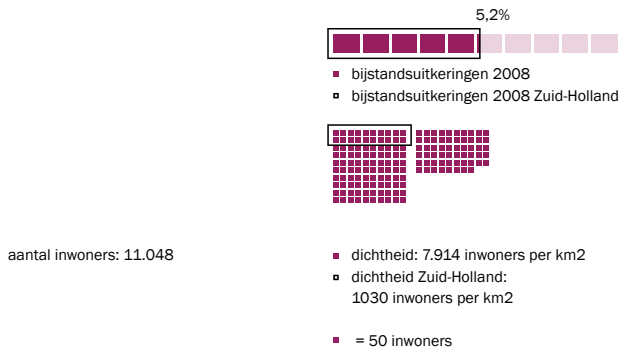 5,2%
bijstandsuitkeringen 2008
bijstandsuitkeringen 2008 Zuid-Holland
aantal inwoners: 11.048
dichtheid: 7.914 inwoners per km2
dichtheid Zuid-Holland:
1030 inwoners per km2
= 50 inwoners